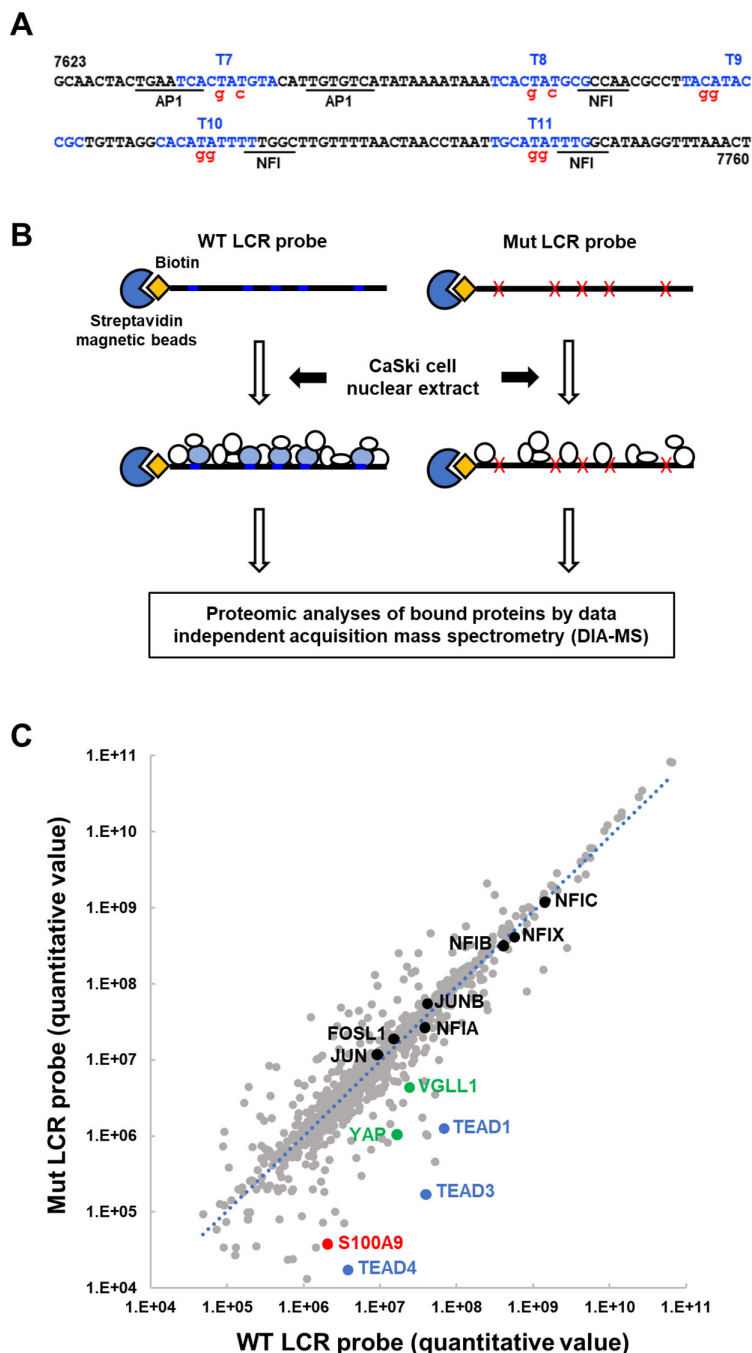 A
7623 T7 T8 T9
GCAACTACTGAATCACTATGTACATTGTGTCATATAAAATAAATCACTATGCGCCAACGCCTTACATAC
AP1 g c AP1 g c NFI gg
T10 T11
CGCTGTTAGGCACATATTTTTGGCTTGTTTTAACTAACCTAATTGCATATTTGGCATAAGGTTTAAACT
gg NFI gg NFI 7760
B
WT LCR probe Mut LCR probe
Biotin
Streptavidin
magnetic beads
CaSki cell
nuclear extract
Proteomic analyses of bound proteins by data
independent acquisition mass spectrometry (DIA-MS)
C
Mut LCR probe (quantitative value)
1.E+11
1.E+10
1.E+09
1.E+08
1.E+07
1.E+06
1.E+05
1.E+04
NFIC
NFIX
NFIB
JUNB
NFIA
FOSL1
JUN
VGLL1
YAP
TEAD1
TEAD3
S100A9
TEAD4
1.E+04 1.E+05 1.E+06 1.E+07 1.E+08 1.E+09 1.E+10 1.E+11
WT LCR probe (quantitative value)